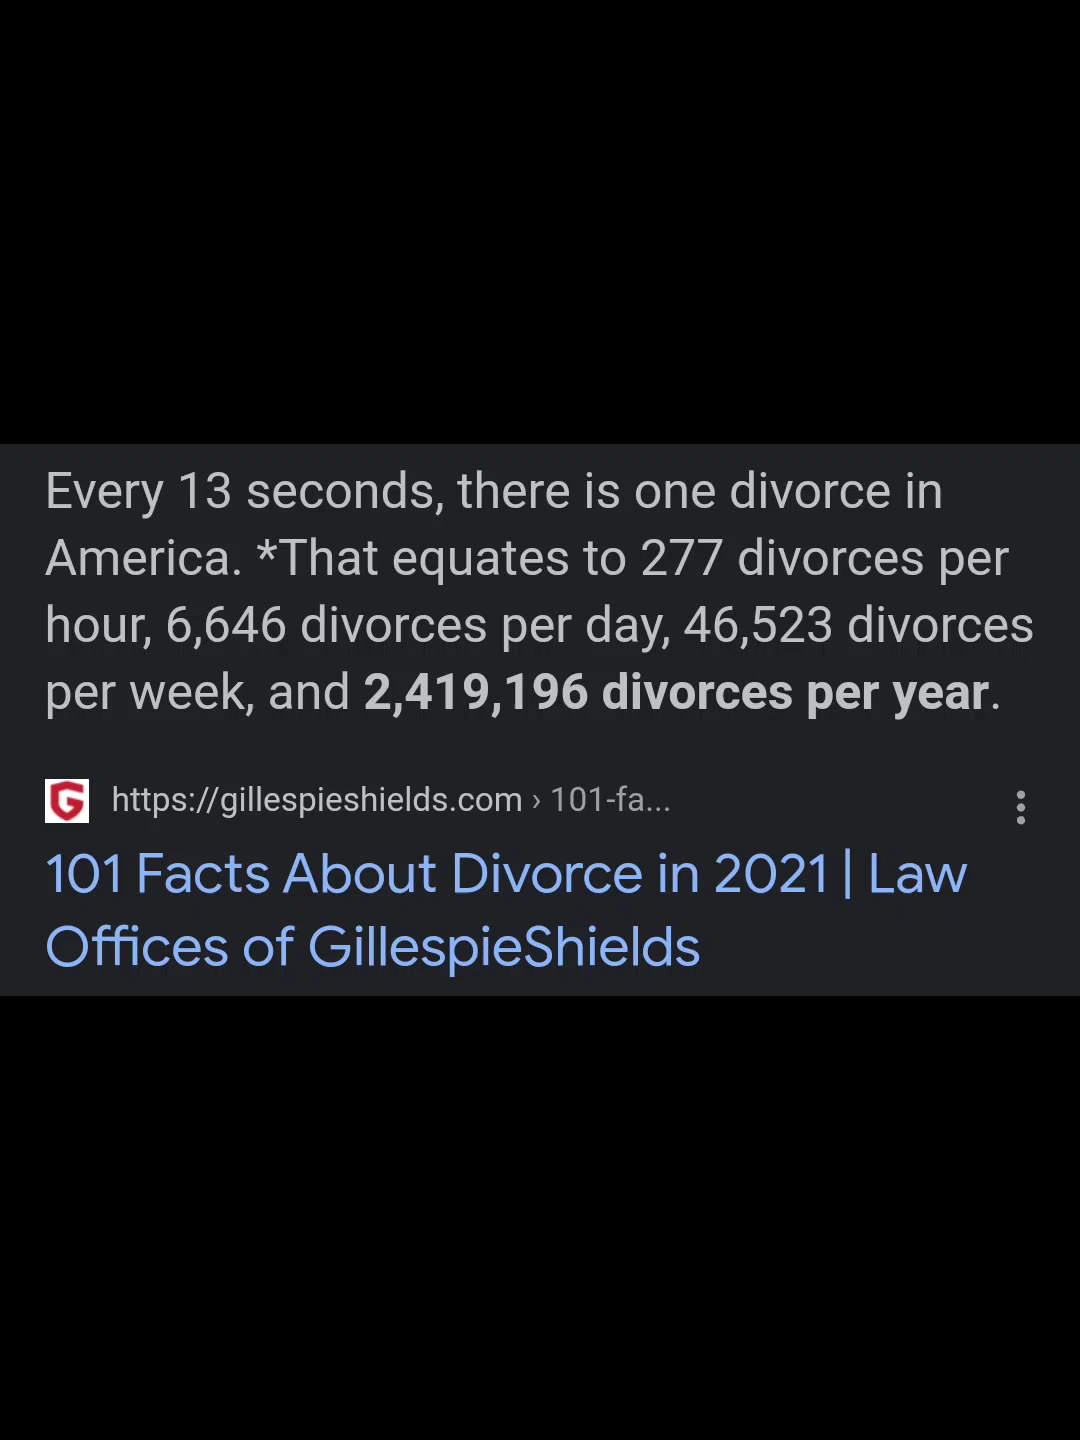 Every 13 seconds, there is one divorce in
America. *That equates to 277 divorces per
hour, 6,646 divorces per day, 46,523 divorces
per week, and 2,419,196 divorces per year.
https://gillespieshields.com › 101-fa...
101 Facts About Divorce in 2021 | Law
Offices of GillespieShields